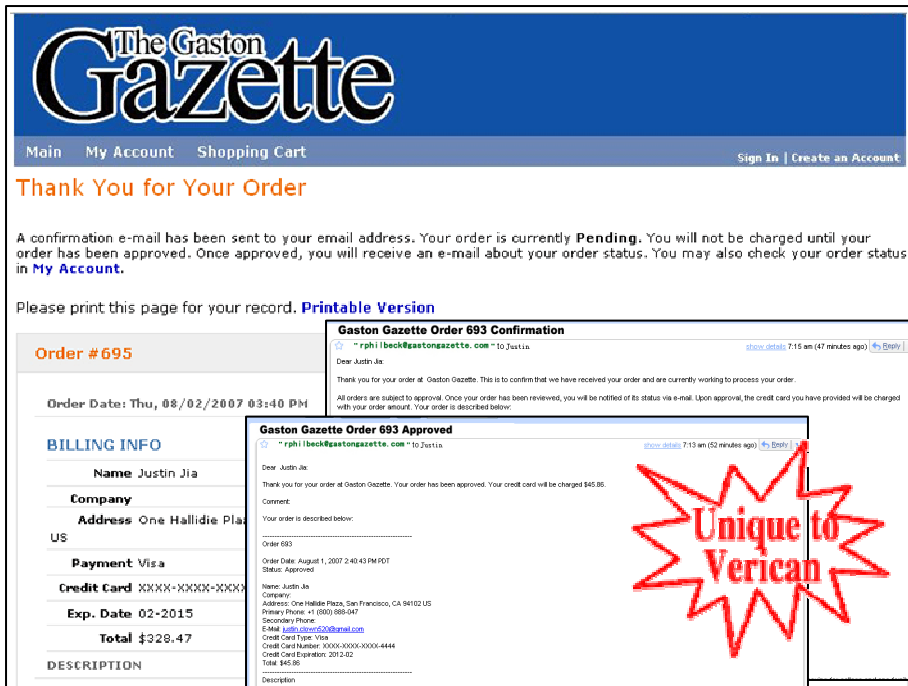 The Gaston
Gazette
Main My Account Shopping Cart
Sign In | Create an Account
Thank You for Your Order
A confirmation e-mail has been sent to your email address. Your order is currently Pending. You will not be charged until your
order has been approved. Once approved, you will receive an e-mail about your order status. You may also check your order status
in My Account.
Please print this page for your record. Printable Version
Order #695
Order Date: Thu, 08/02/2007 03:40 PM
BILLING INFO
Name Justin Jia
Company
Address One Hallidie Pla
US
Payment Visa
Credit Card XXXX-XXXX-XXXX
Exp. Date 02-2015
Total $328.47
DESCRIPTION
Gaston Gazette Order 693 Confirmation
"rphilbeck@gastongazette.com" to Justin
show details 7:15 am (47 minutes ago) Reply
Dear Justin Jia:
Thank you for your order at Gaston Gazette. This is to confirm that we have received your order and are currently working to process your order.
All orders are subject to approval. Once your order has been reviewed, you will be notified of its status via e-mail. Upon approval, the credit card you have provided will be charged
with your order amount. Your order is described below:
Gaston Gazette Order 693 Approved
"rphilbeck@gastongazette.com" to Justin
show details 7:13 am (52 minutes ago) Reply
Dear Justin Jia:
Thank you for your order at Gaston Gazette. Your order has been approved. Your credit card will be charged $45.86.
Comment:
Your order is described below:
Order 693
Order Date: August 1, 2007 2:40:43 PM PDT
Status: Approved
Name: Justin Jia
Company:
Address: One Hallidie Plaza, San Francisco, CA 94102 US
Primary Phone: +1 (800) 888-047
Secondary Phone:
E-Mail: justin.clown520@gmail.com
Credit Card Type: Visa
Credit Card Number: XXXX-XXXX-XXXX-4444
Credit Card Expiration: 2012-02
Total: $45.86
Description
Unique to
Verican